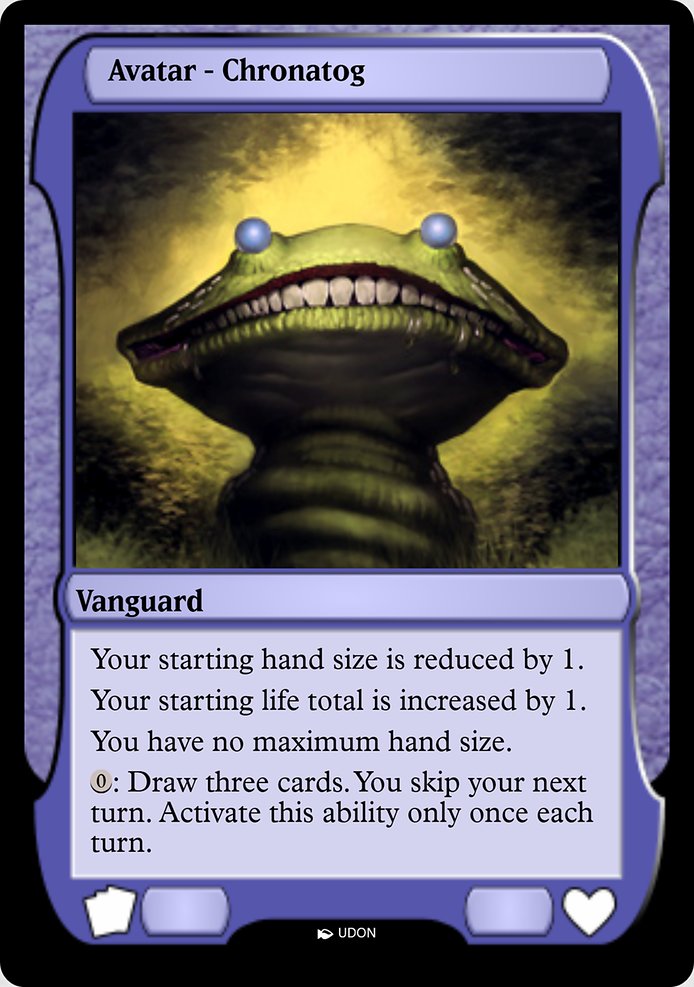 Avatar - Chronatog
Vanguard
Your starting hand size is reduced by 1.
Your starting life total is increased by 1.
You have no maximum hand size.
0: Draw three cards. You skip your next
turn. Activate this ability only once each
turn.
UDON